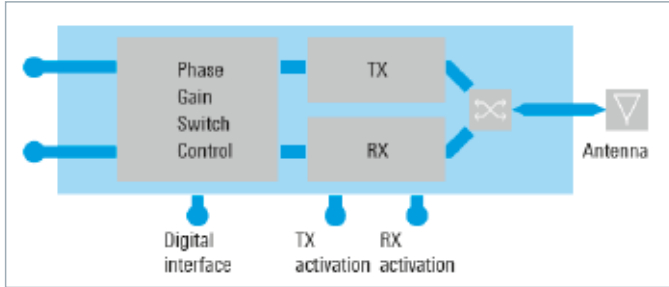 Phase
Gain
Switch
Control
TX
RX
Antenna
Digital
interface
TX
activation
RX
activation